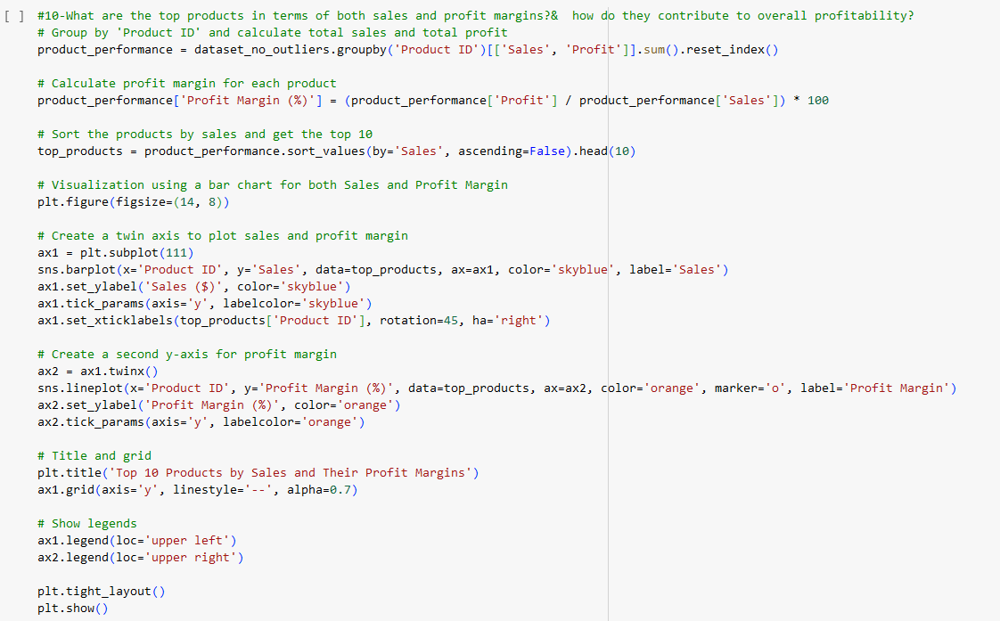 [ ] #10-What are the top products in terms of both sales and profit margins?&  how do they contribute to overall profitability?
# Group by 'Product ID' and calculate total sales and total profit
product_performance = dataset_no_outliers.groupby('Product ID')[['Sales', 'Profit']].sum().reset_index()

# Calculate profit margin for each product
product_performance['Profit Margin (%)'] = (product_performance['Profit'] / product_performance['Sales']) * 100

# Sort the products by sales and get the top 10
top_products = product_performance.sort_values(by='Sales', ascending=False).head(10)

# Visualization using a bar chart for both Sales and Profit Margin
plt.figure(figsize=(14, 8))

# Create a twin axis to plot sales and profit margin
ax1 = plt.subplot(111)
sns.barplot(x='Product ID', y='Sales', data=top_products, ax=ax1, color='skyblue', label='Sales')
ax1.set_ylabel('Sales ($)', color='skyblue')
ax1.tick_params(axis='y', labelcolor='skyblue')
ax1.set_xticklabels(top_products['Product ID'], rotation=45, ha='right')

# Create a second y-axis for profit margin
ax2 = ax1.twinx()
sns.lineplot(x='Product ID', y='Profit Margin (%)', data=top_products, ax=ax2, color='orange', marker='o', label='Profit Margin')
ax2.set_ylabel('Profit Margin (%)', color='orange')
ax2.tick_params(axis='y', labelcolor='orange')

# Title and grid
plt.title('Top 10 Products by Sales and Their Profit Margins')
ax1.grid(axis='y', linestyle='--', alpha=0.7)

# Show legends
ax1.legend(loc='upper left')
ax2.legend(loc='upper right')

plt.tight_layout()
plt.show()